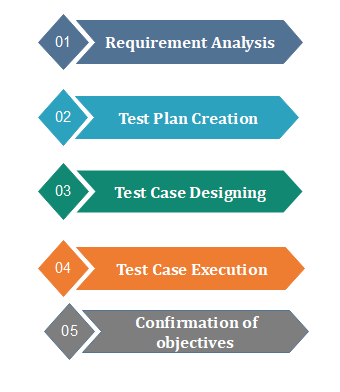 01 Requirement Analysis
02 Test Plan Creation
03 Test Case Designing
04 Test Case Execution
05 Confirmation of
objectives